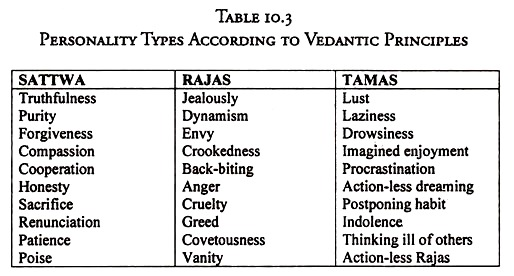 TABLE 10.3
PERSONALITY TYPES ACCORDING TO VEDANTIC PRINCIPLES
SATTWA RAJAS TAMAS
Truthfulness Jealously Lust
Purity Dynamism Laziness
Forgiveness Envy Drowsiness
Compassion Crookedness Imagined enjoyment
Cooperation Back-biting Procrastination
Honesty Anger Action-less dreaming
Sacrifice Cruelty Postponing habit
Renunciation Greed Indolence
Patience Covetousness Thinking ill of others
Poise Vanity Action-less Rajas